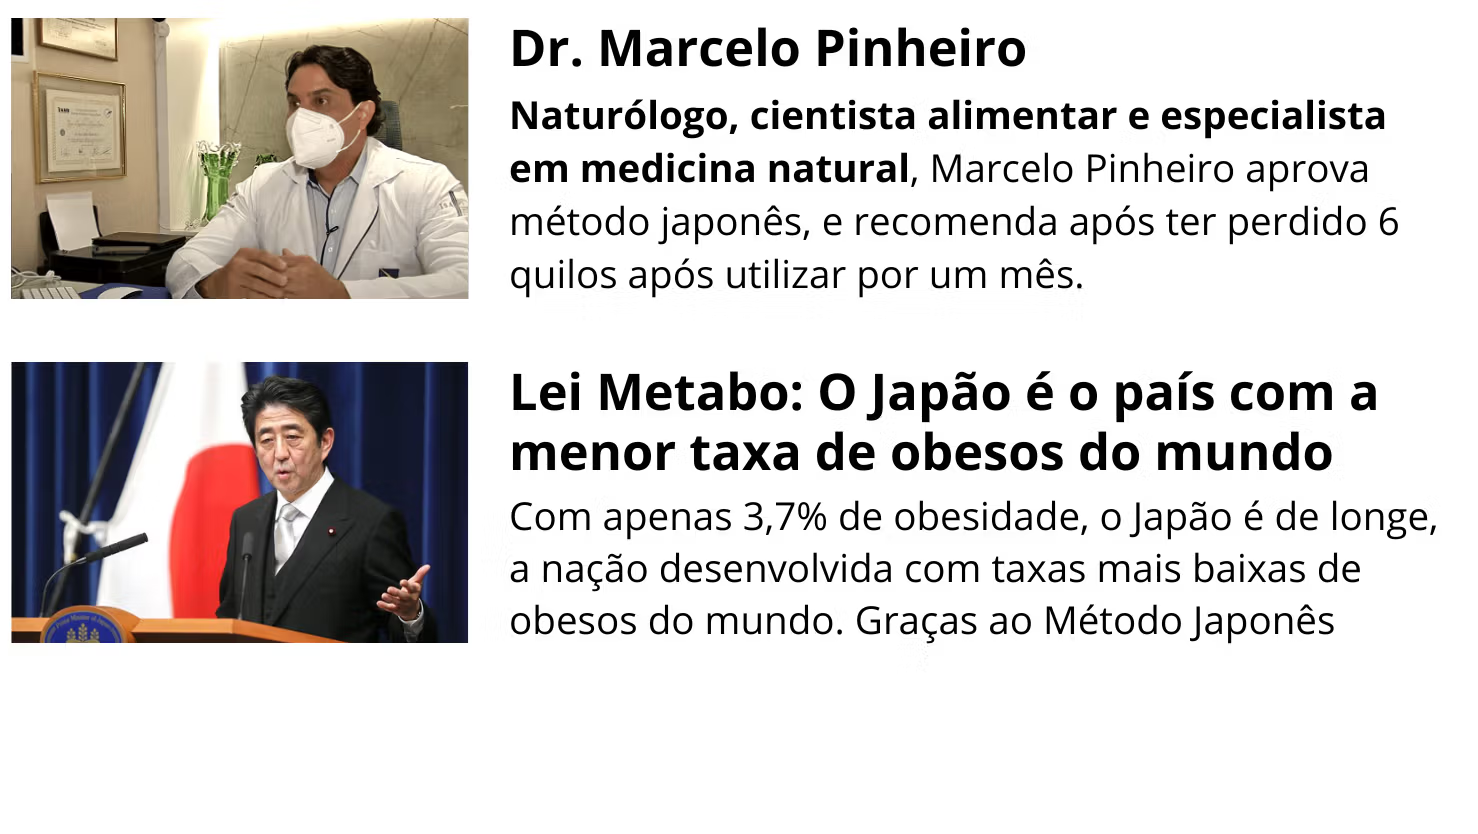 Dr. Marcelo Pinheiro
Naturólogo, cientista alimentar e especialista
em medicina natural, Marcelo Pinheiro aprova
método japonês, e recomenda após ter perdido 6
quilos após utilizar por um mês.
Lei Metabo: O Japão é o país com a
menor taxa de obesos do mundo
Com apenas 3,7% de obesidade, o Japão é de longe,
a nação desenvolvida com taxas mais baixas de
obesos do mundo. Graças ao Método Japonês